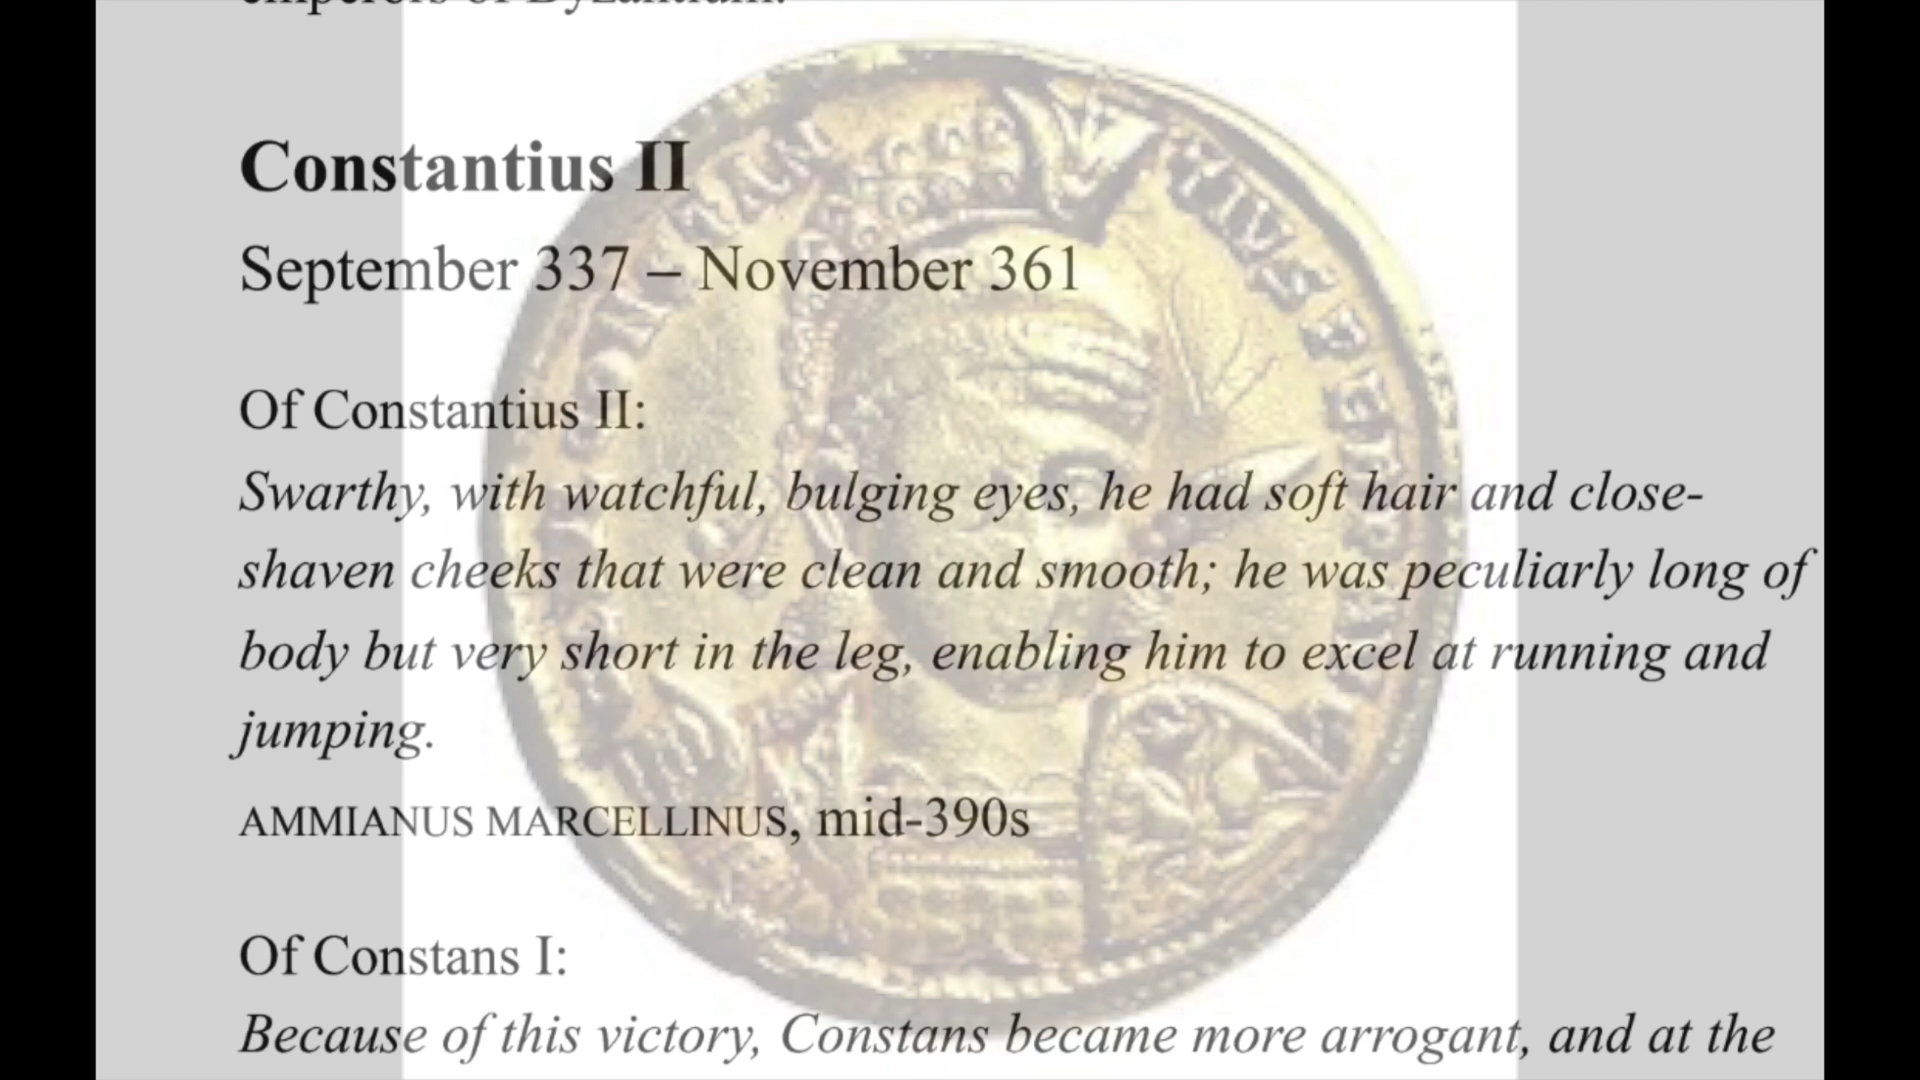 emperors of Byzantium.
Constantius II
September 337 – November 361
Of Constantius II:
Swarthy, with watchful, bulging eyes, he had soft hair and close-
shaven cheeks that were clean and smooth; he was peculiarly long of
body but very short in the leg, enabling him to excel at running and
jumping.
AMMIANUS MARCELLINUS, mid-390s
Of Constans I:
Because of this victory, Constans became more arrogant, and at the